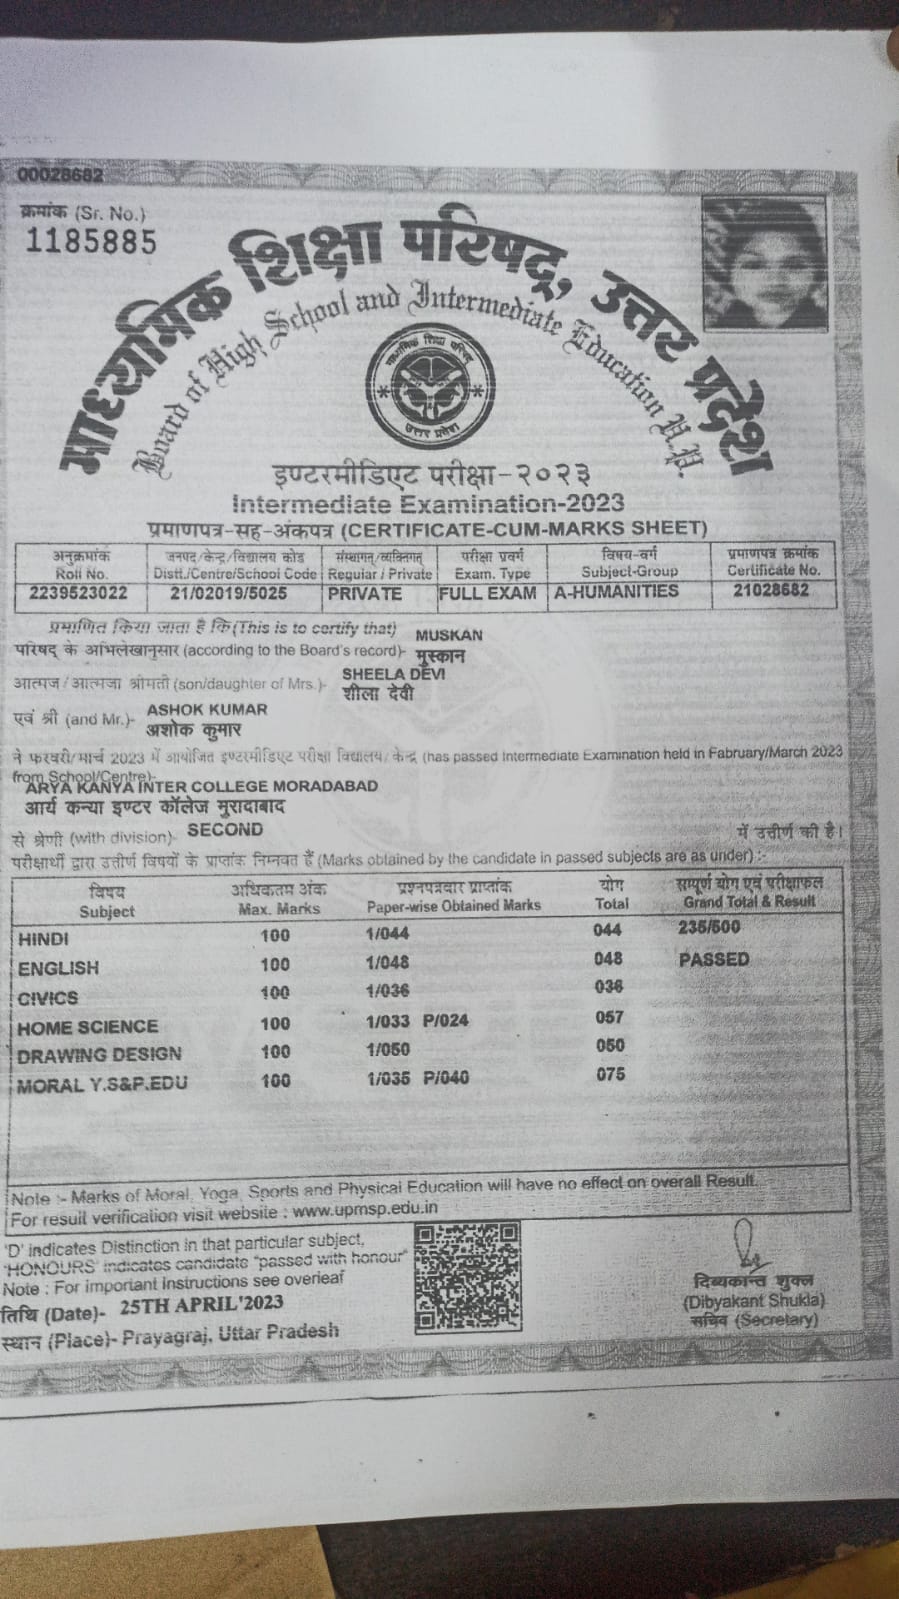 00028682
क्रमांक (Sr. No.)
1185885
माध्यमिक शिक्षा परिषद्, उत्तर प्रदेश
Board of High School and Intermediate Education U.P.
माध्यमिक शिक्षा परिषद
उत्तर प्रदेश
इण्टरमीडिएट परीक्षा-२०२३
Intermediate Examination-2023
प्रमाणपत्र-सह-अंकपत्र (CERTIFICATE-CUM-MARKS SHEET)
अनुक्रमांक जनपद/केन्द्र/विद्यालय कोड संस्थागत/व्यक्तिगत परीक्षा प्रवर्ग विषय-वर्ग प्रमाणपत्र क्रमांक
Roll No. Distt./Centre/School Code Regular / Private Exam. Type Subject-Group Certificate No.
2239523022 21/02019/5025 PRIVATE FULL EXAM A-HUMANITIES 21028682
प्रमाणित किया जाता है कि (This is to certify that) MUSKAN
परिषद् के अभिलेखानुसार (according to the Board's record)- मुस्कान
SHEELA DEVI
आत्मज / आत्मजा श्रीमती (son/daughter of Mrs.)- शीला देवी
ASHOK KUMAR
एवं श्री (and Mr.)- अशोक कुमार
ने फरवरी/मार्च 2023 में आयोजित इण्टरमीडिएट परीक्षा विद्यालय/केन्द्र (has passed Intermediate Examination held in Fabruary/March 2023
from School/Centre)-
ARYA KANYA INTER COLLEGE MORADABAD
आर्य कन्या इण्टर कॉलेज मुरादाबाद
से श्रेणी (with division)- SECOND में उत्तीर्ण की है।
परीक्षार्थी द्वारा उत्तीर्ण विषयों के प्राप्तांक निम्नवत हैं (Marks obtained by the candidate in passed subjects are as under) :-
विषय अधिकतम अंक प्रश्नपत्रवार प्राप्तांक योग सम्पूर्ण योग एवं परीक्षाफल
Subject Max. Marks Paper-wise Obtained Marks Total Grand Total & Result
HINDI 100 1/044 044 235/500
ENGLISH 100 1/048 048 PASSED
CIVICS 100 1/036 036
HOME SCIENCE 100 1/033 P/024 057
DRAWING DESIGN 100 1/050 050
MORAL Y.S&P.EDU 100 1/035 P/040 075
Note :- Marks of Moral, Yoga, Sports and Physical Education will have no effect on overall Result.
For result verification visit website : www.upmsp.edu.in
'D' indicates Distinction in that particular subject,
'HONOURS' indicates candidate "passed with honour"
Note : For important Instructions see overleaf
तिथि (Date)- 25TH APRIL'2023
स्थान (Place)- Prayagraj, Uttar Pradesh
दिव्यकान्त शुक्ल
(Dibyakant Shukla)
सचिव (Secretary)